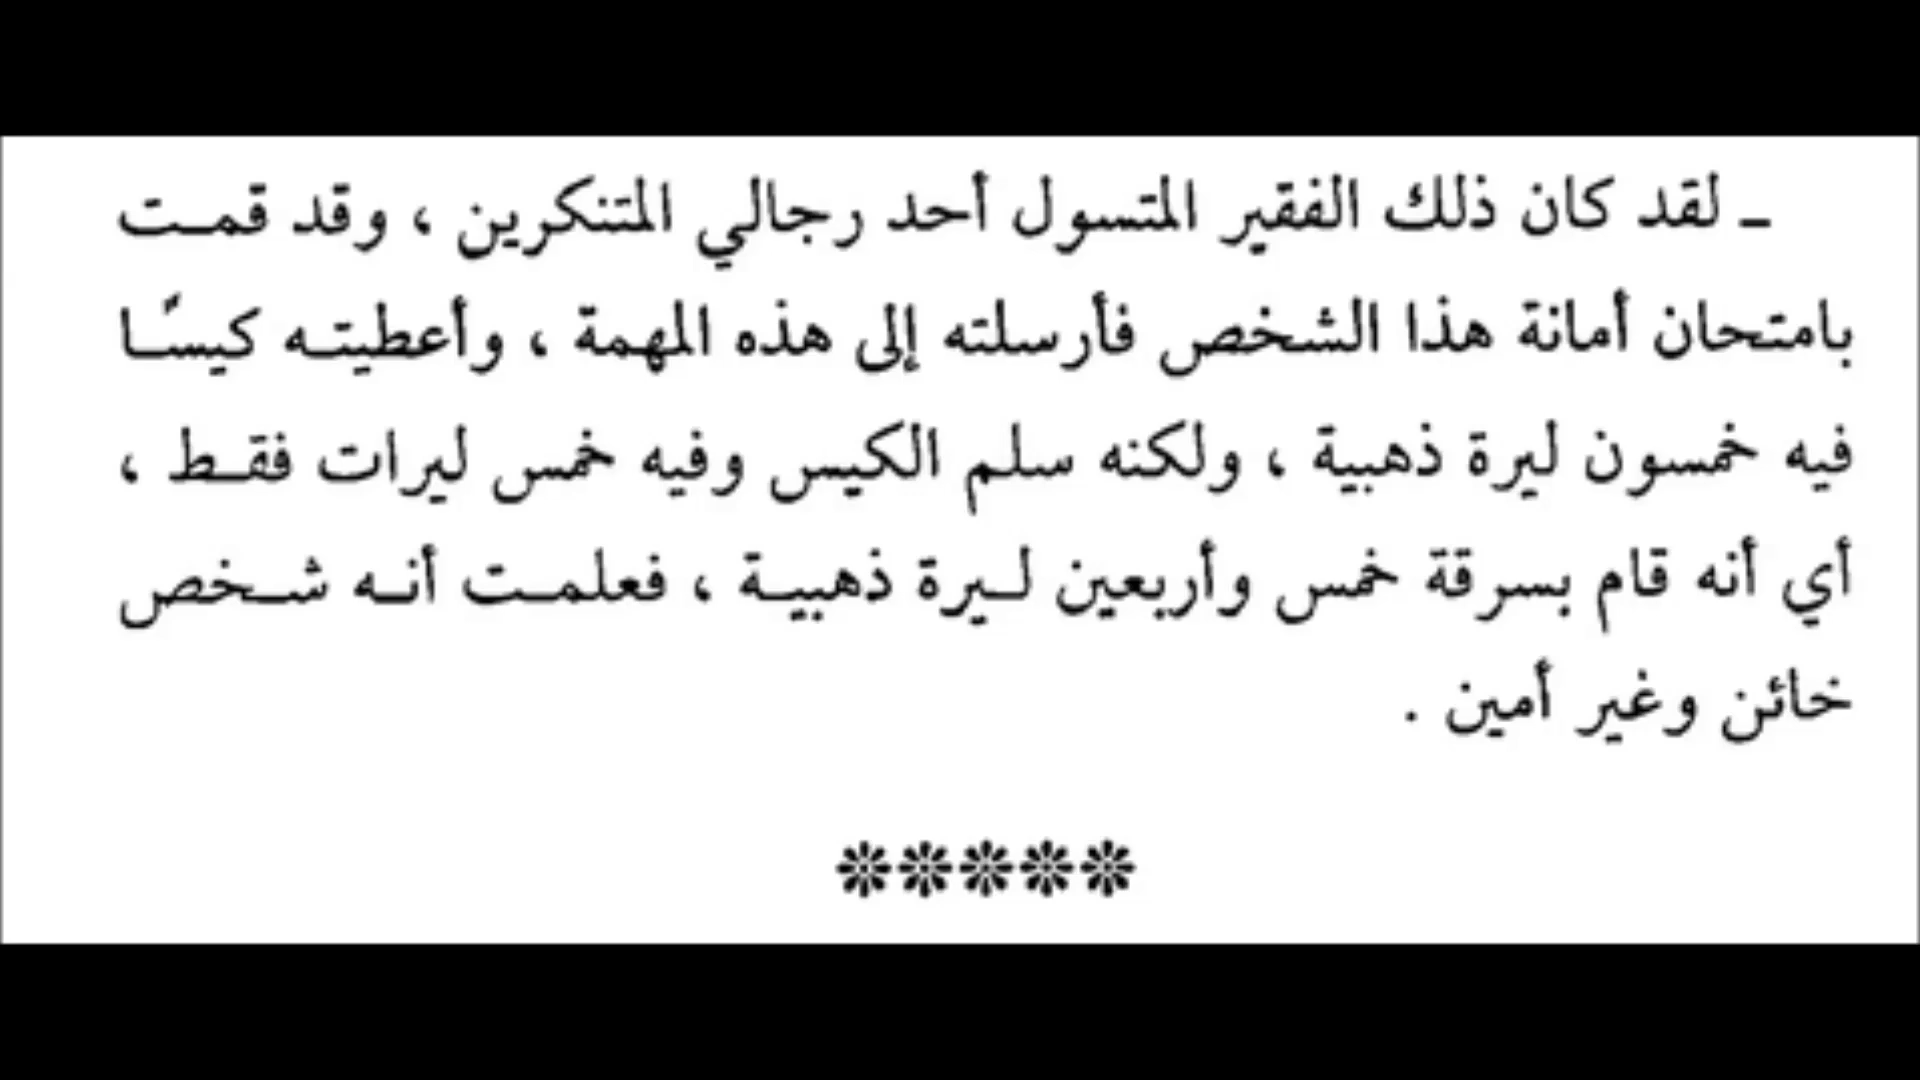 ـ لقد كان ذلك الفقير المتسول أحد رجالي المتنكرين ، وقد قمت
بامتحان أمانة هذا الشخص فأرسلته إلى هذه المهمة ، وأعطيته كيسًا
فيه خمسون ليرة ذهبية ، ولكنه سلم الكيس وفيه خمس ليرات فقط ،
أي أنه قام بسرقة خمس وأربعين ليرة ذهبية ، فعلمت أنه شخص
خائن وغير أمين .
*****